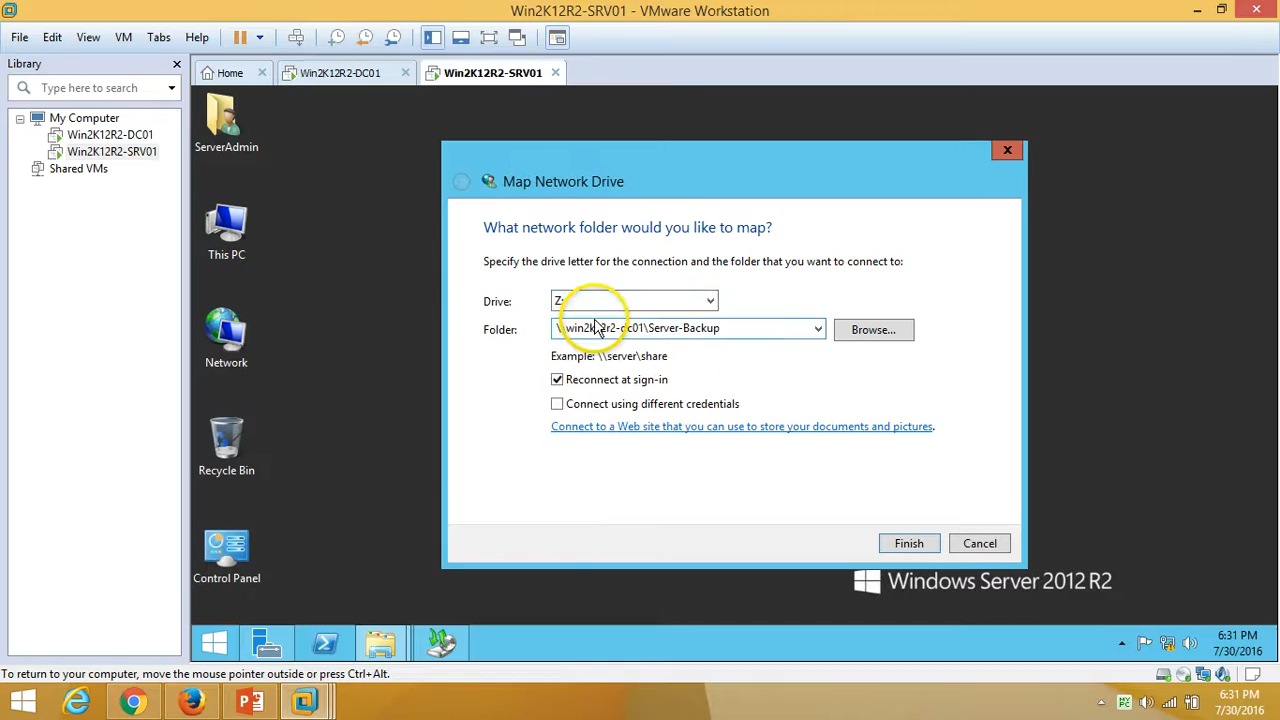 Win2K12R2-SRV01 - VMware Workstation
File Edit View VM Tabs Help
Library
Type here to search
My Computer
Win2K12R2-DC01
Win2K12R2-SRV01
Shared VMs
Home Win2K12R2-DC01 Win2K12R2-SRV01
ServerAdmin
This PC
Network
Recycle Bin
Control Panel
Map Network Drive
What network folder would you like to map?
Specify the drive letter for the connection and the folder that you want to connect to:
Drive: Z:
Folder: \\win2k12r2-dc01\Server-Backup Browse...
Example: \\server\share
Reconnect at sign-in
Connect using different credentials
Connect to a Web site that you can use to store your documents and pictures.
Finish Cancel
Windows Server 2012 R2
6:31 PM
7/30/2016
To return to your computer, move the mouse pointer outside or press Ctrl+Alt.
6:31 PM
7/30/2016